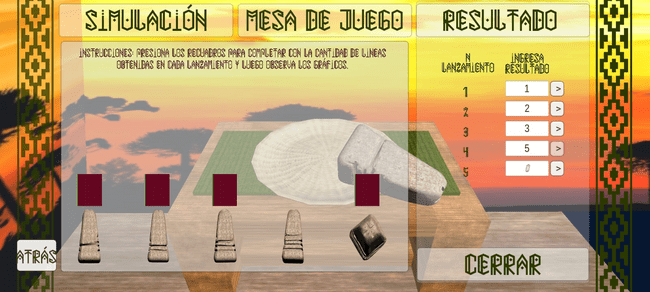 SIMULACIÓN
MESA DE JUEGO
RESULTADO
INSTRUCCIONES: PRESIONA LOS RECUADROS PARA COMPLETAR CON LA CANTIDAD DE LINEAS
OBTENIDAS EN CADA LANZAMIENTO Y LUEGO OBSERVA LOS GRÁFICOS.
N
LANZAMIENTO
INGRESA
RESULTADO
1 1 >
2 2 >
3 3 >
4 5 >
5 0 >
ATRÁS
CERRAR